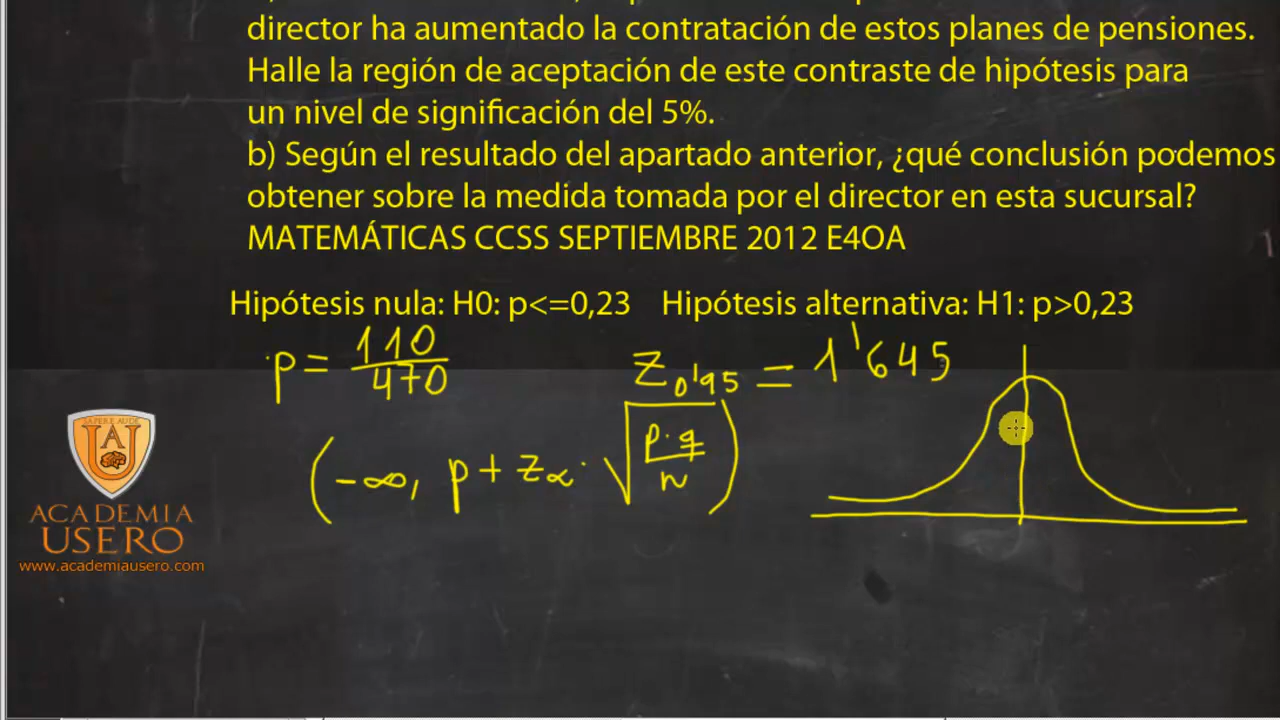 director ha aumentado la contratación de estos planes de pensiones.
Halle la región de aceptación de este contraste de hipótesis para
un nivel de significación del 5%.
b) Según el resultado del apartado anterior, ¿qué conclusión podemos
obtener sobre la medida tomada por el director en esta sucursal?
MATEMÁTICAS CCSS SEPTIEMBRE 2012 E4OA
Hipótesis nula: H0: p<=0,23 Hipótesis alternativa: H1: p>0,23
p = 110/470 Z0'95 = 1'645
(-∞, p + zα · √(p·q/n))
SAPERE AUDE
UA
ACADEMIA
USERO
www.academiausero.com